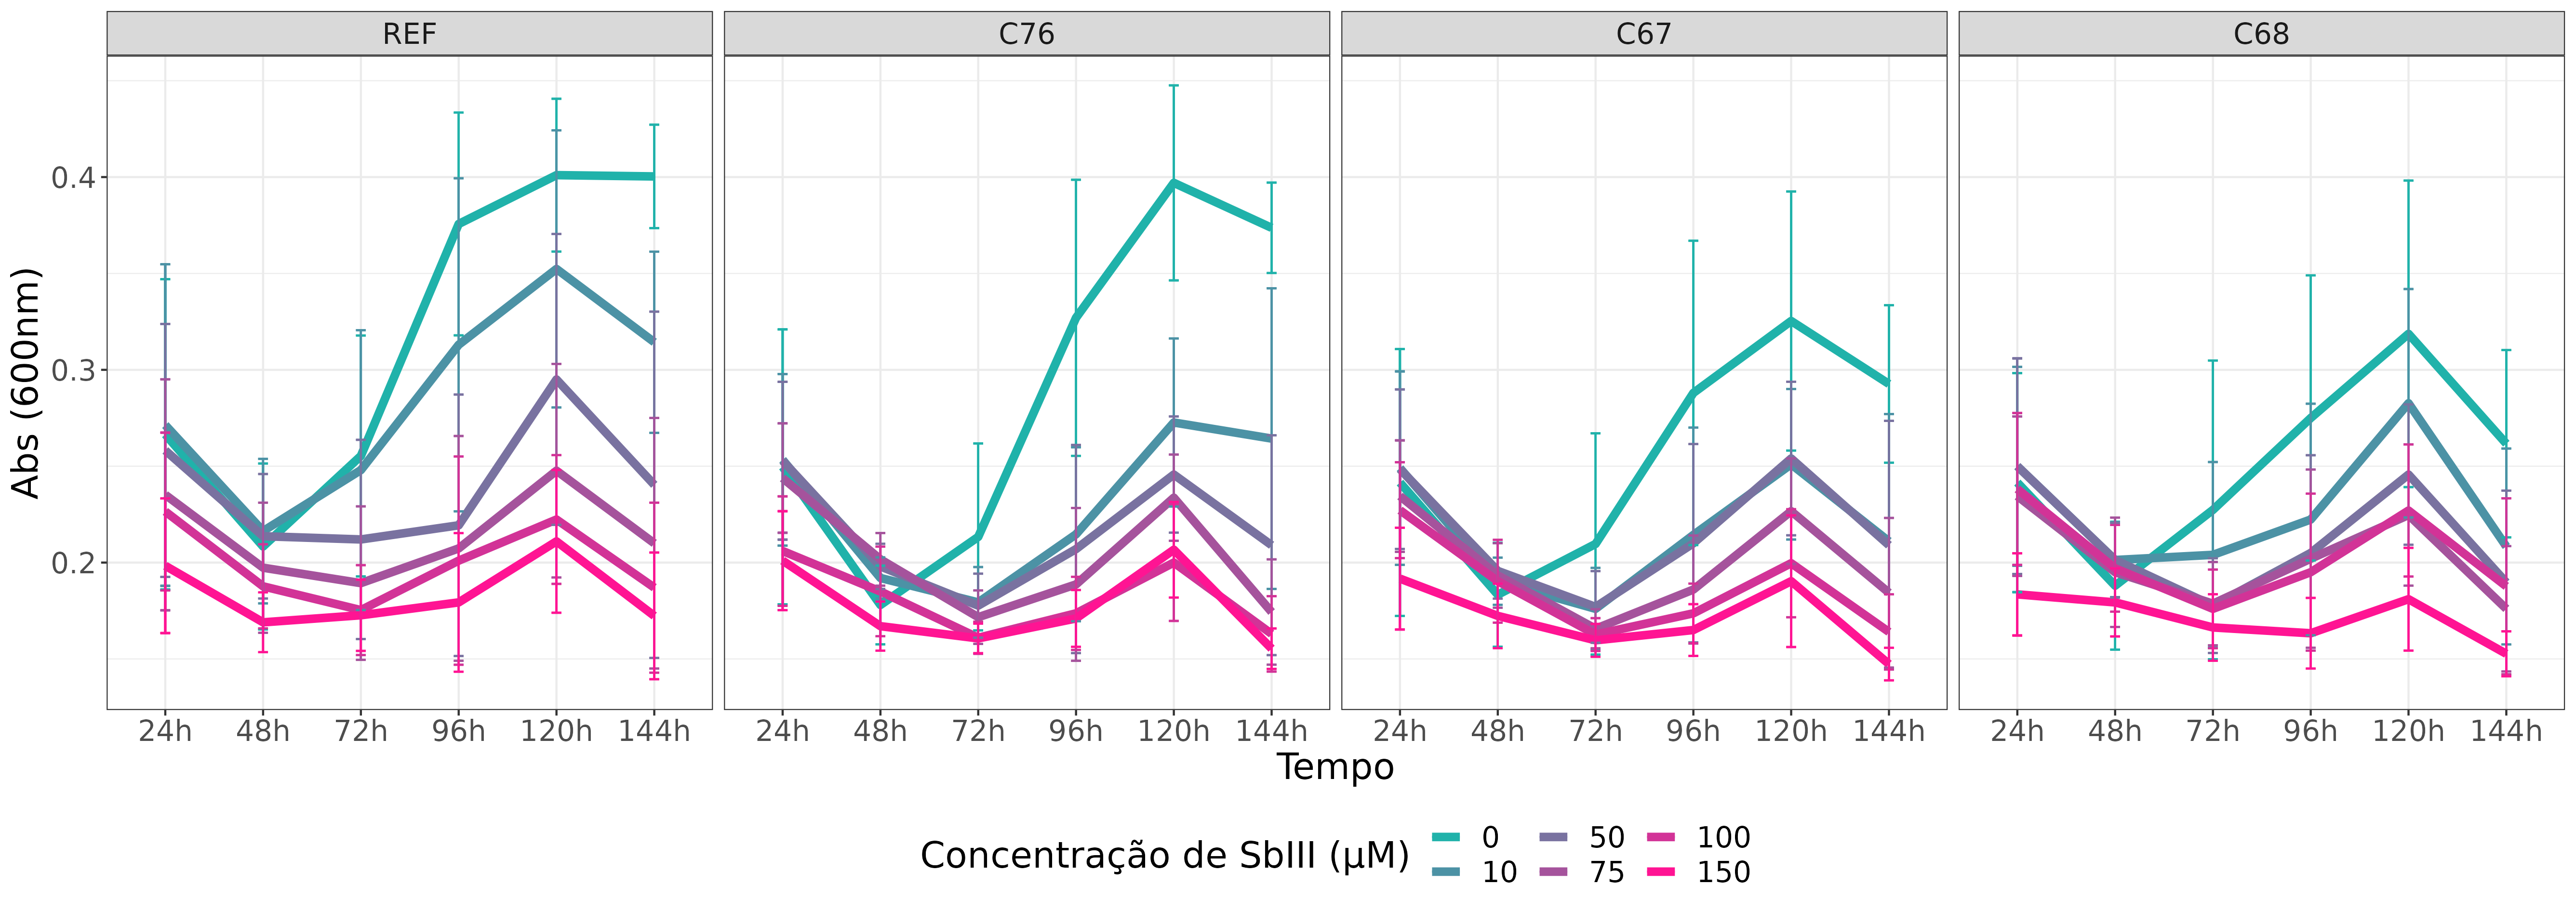 REF C76 C67 C68
Abs (600nm)
0.4
0.3
0.2
24h 48h 72h 96h 120h 144h 24h 48h 72h 96h 120h 144h 24h 48h 72h 96h 120h 144h 24h 48h 72h 96h 120h 144h
Tempo
Concentração de SbIII (µM)
0 50 100
10 75 150